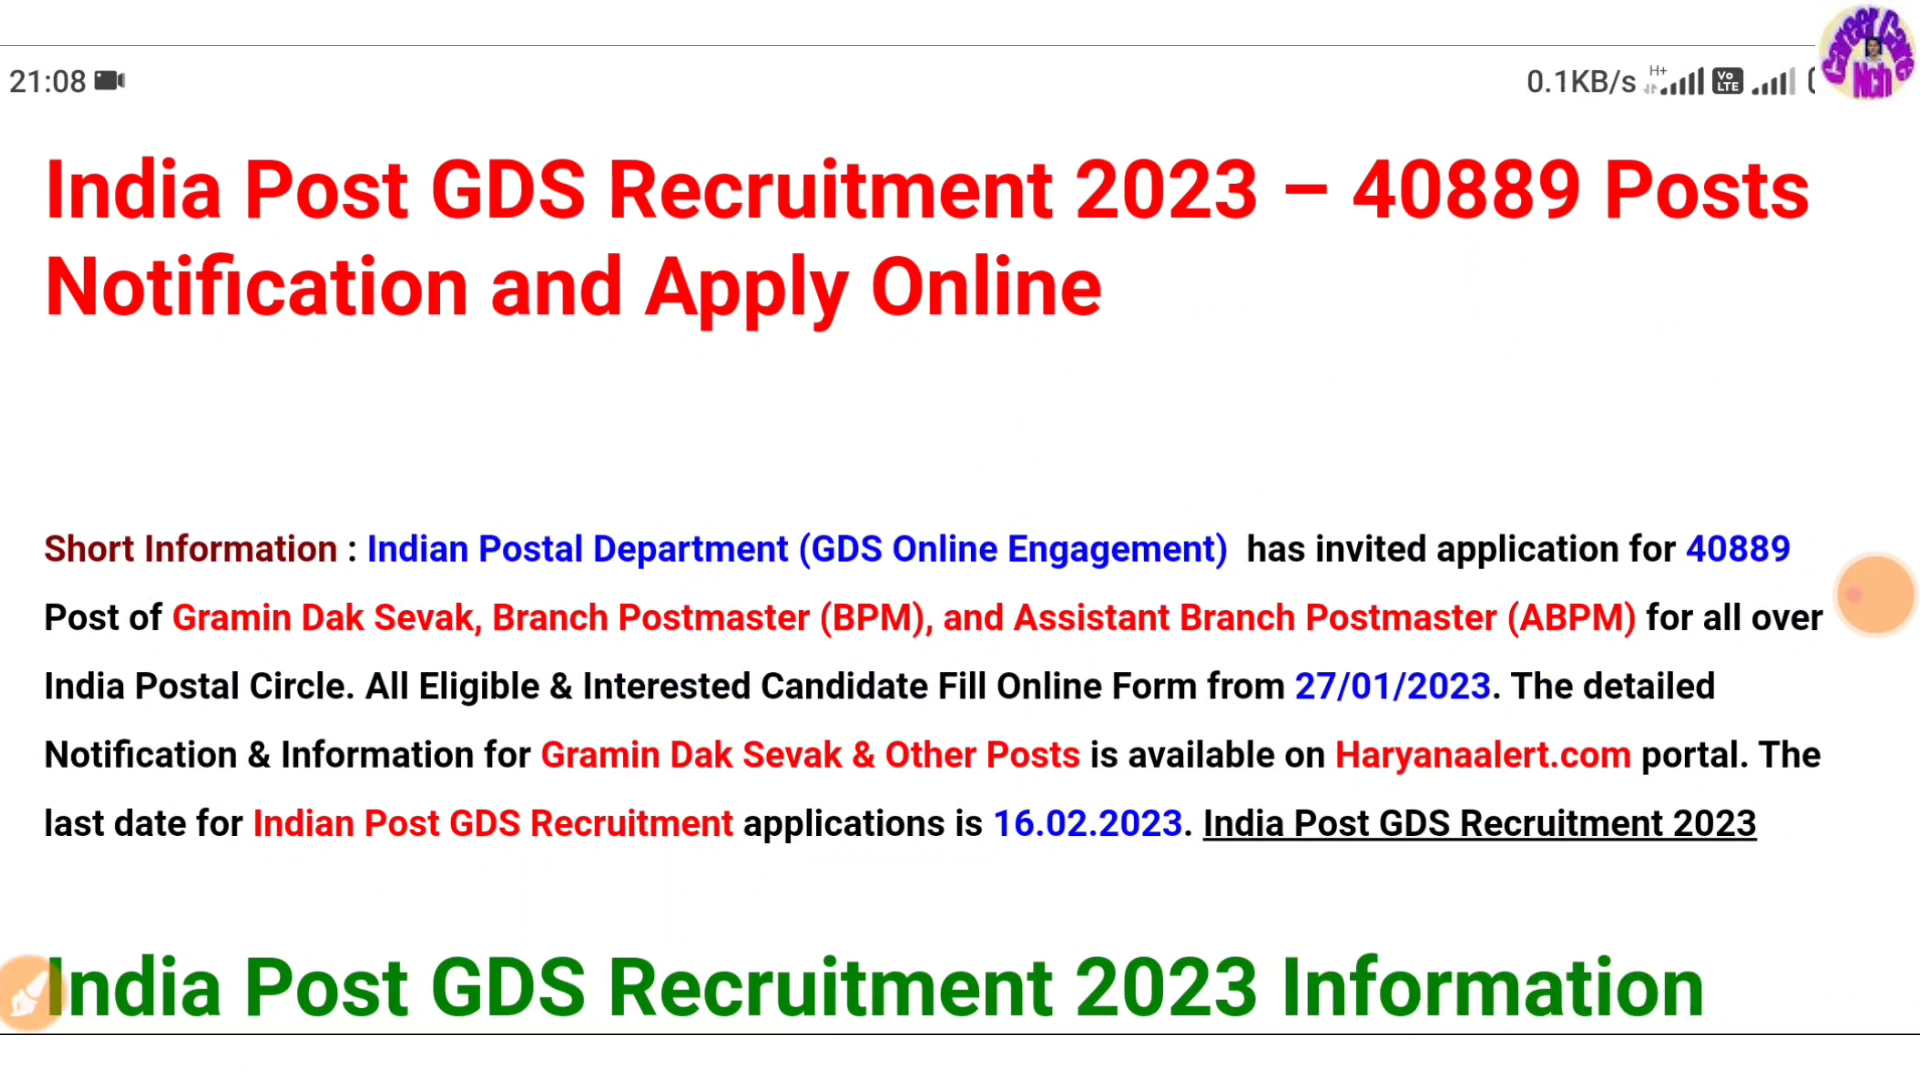 21:08
0.1KB/s H+ Vo LTE
Career Care
Nch
India Post GDS Recruitment 2023 – 40889 Posts
Notification and Apply Online
Short Information : Indian Postal Department (GDS Online Engagement) has invited application for 40889
Post of Gramin Dak Sevak, Branch Postmaster (BPM), and Assistant Branch Postmaster (ABPM) for all over
India Postal Circle. All Eligible & Interested Candidate Fill Online Form from 27/01/2023. The detailed
Notification & Information for Gramin Dak Sevak & Other Posts is available on Haryanaalert.com portal. The
last date for Indian Post GDS Recruitment applications is 16.02.2023. India Post GDS Recruitment 2023
India Post GDS Recruitment 2023 Information